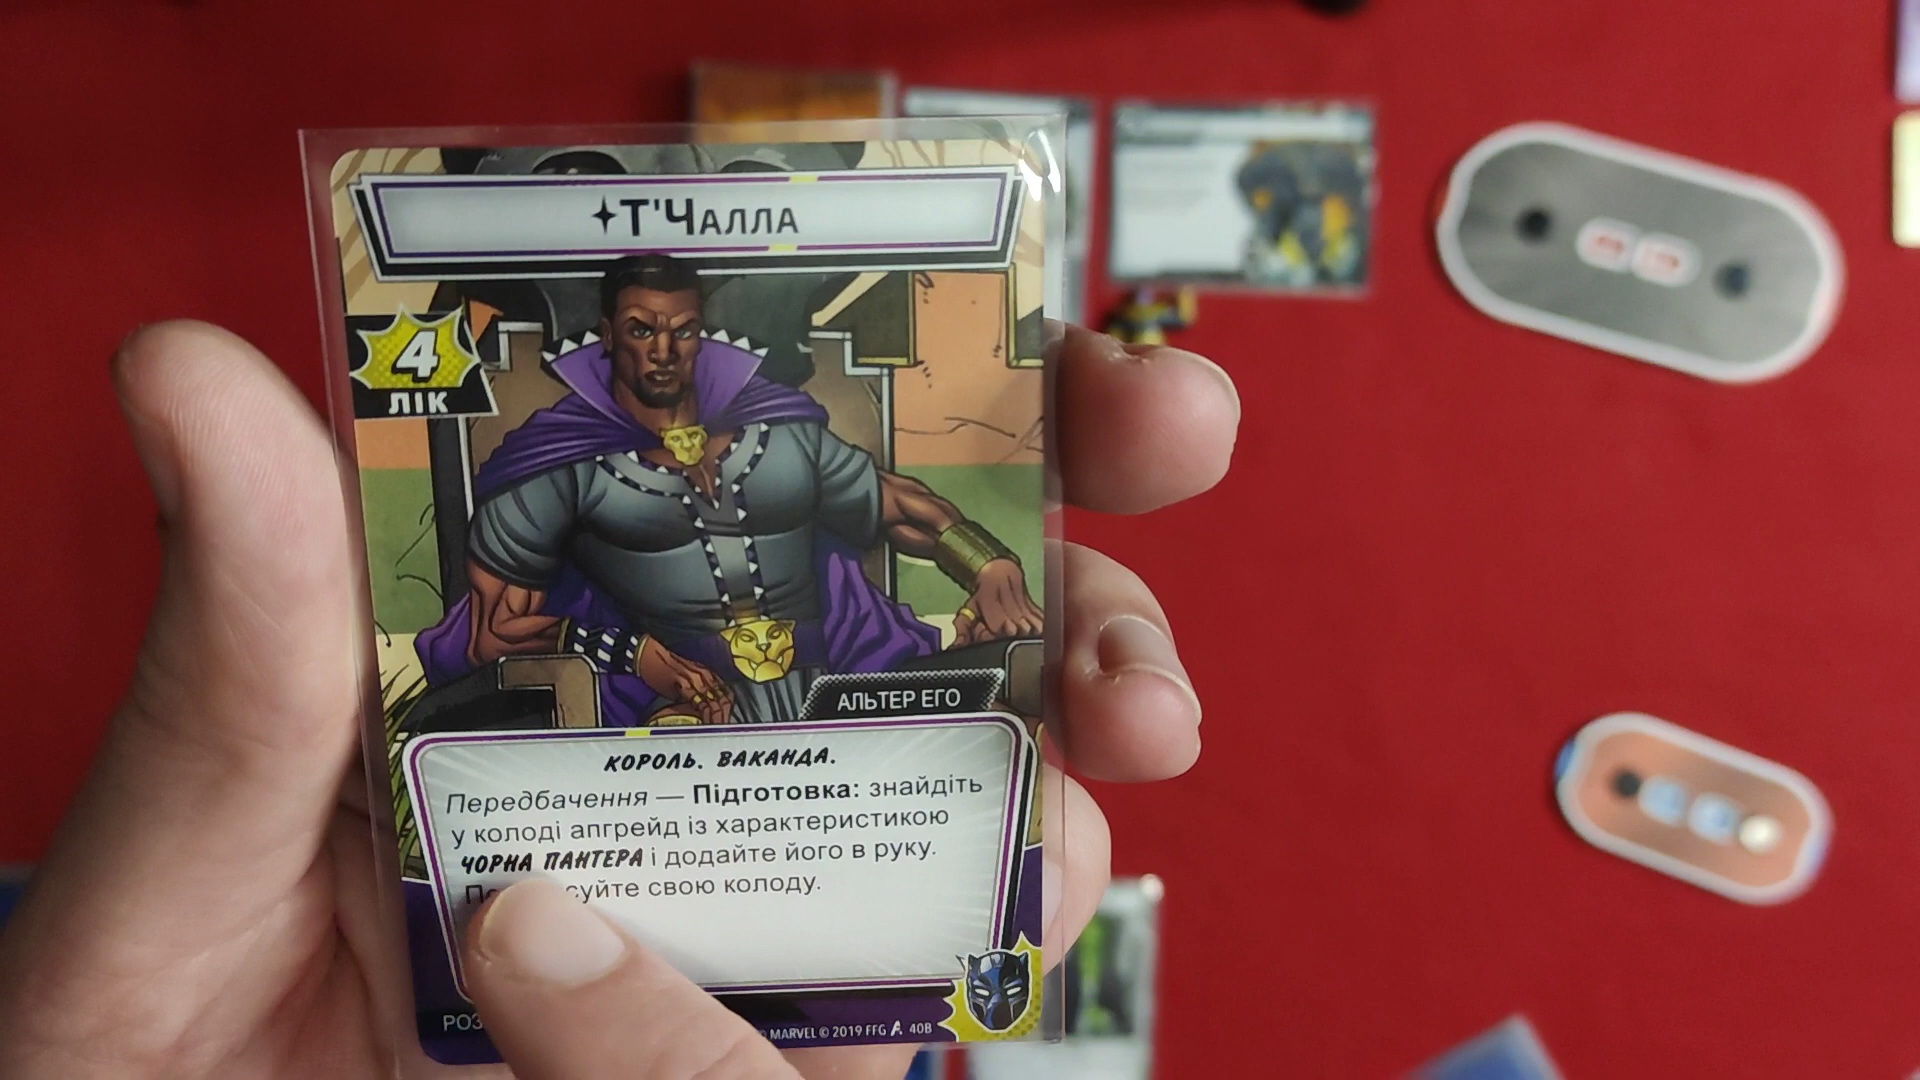 Т'ЧАЛЛА
4
ЛІК
АЛЬТЕР ЕГО
КОРОЛЬ. ВАКАНДА.
Передбачення — Підготовка: знайдіть
у колоді апгрейд із характеристикою
ЧОРНА ПАНТЕРА і додайте його в руку.
свою колоду.
MARVEL © 2019 FFG 40B